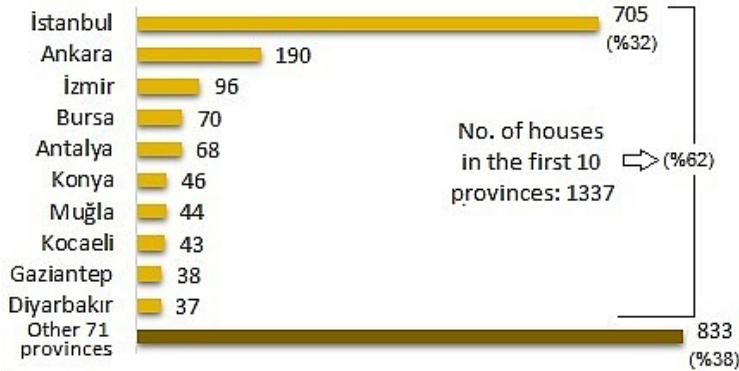 İstanbul 705
(%32)
Ankara 190
İzmir 96
Bursa 70
Antalya 68
Konya 46
Muğla 44
Kocaeli 43
Gaziantep 38
Diyarbakır 37
No. of houses
in the first 10
provinces: 1337
(%62)
Other 71
provinces
833
(%38)